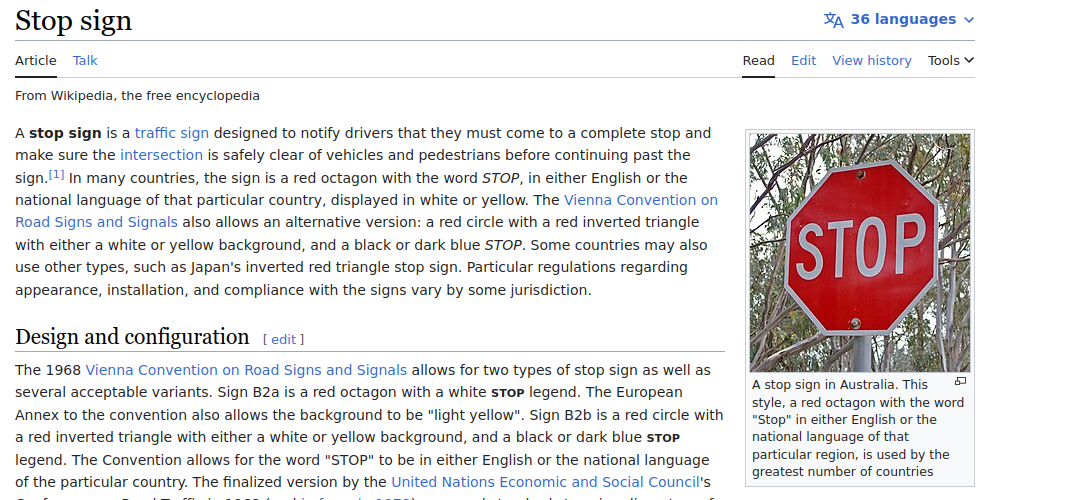 Stop sign
36 languages
Article Talk Read Edit View history Tools
From Wikipedia, the free encyclopedia
A stop sign is a traffic sign designed to notify drivers that they must come to a complete stop and
make sure the intersection is safely clear of vehicles and pedestrians before continuing past the
sign.[1] In many countries, the sign is a red octagon with the word STOP, in either English or the
national language of that particular country, displayed in white or yellow. The Vienna Convention on
Road Signs and Signals also allows an alternative version: a red circle with a red inverted triangle
with either a white or yellow background, and a black or dark blue STOP. Some countries may also
use other types, such as Japan's inverted red triangle stop sign. Particular regulations regarding
appearance, installation, and compliance with the signs vary by some jurisdiction.
STOP
A stop sign in Australia. This
style, a red octagon with the word
"Stop" in either English or the
national language of that
particular region, is used by the
greatest number of countries
Design and configuration [ edit ]
The 1968 Vienna Convention on Road Signs and Signals allows for two types of stop sign as well as
several acceptable variants. Sign B2a is a red octagon with a white STOP legend. The European
Annex to the convention also allows the background to be "light yellow". Sign B2b is a red circle with
a red inverted triangle with either a white or yellow background, and a black or dark blue STOP
legend. The Convention allows for the word "STOP" to be in either English or the national language
of the particular country. The finalized version by the United Nations Economic and Social Council's